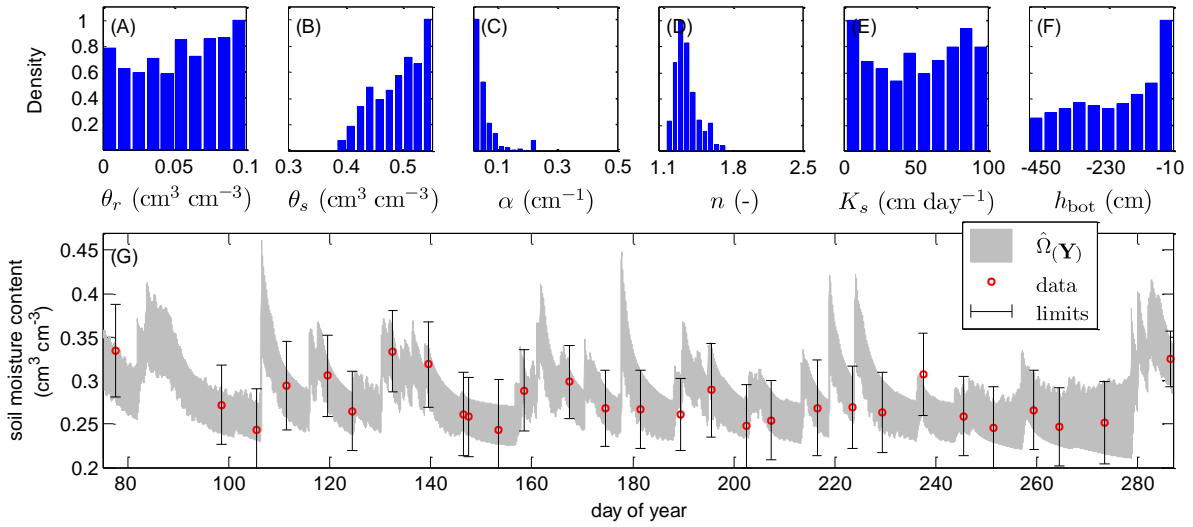 (A) (B) (C) (D) (E) (F)
Density
1
0.8
0.6
0.4
0.2
0 0.05 0.1
0.3 0.4 0.5
0.1 0.3 0.5
1.1 1.8 2.5
0 50 100
-450 -230 -10
θ_r (cm³ cm⁻³)
θ_s (cm³ cm⁻³)
α (cm⁻¹)
n (-)
K_s (cm day⁻¹)
h_bot (cm)
(G)
soil moisture content
(cm³ cm⁻³)
0.45
0.4
0.35
0.3
0.25
0.2
Ω̂(Y)
data
limits
80 100 120 140 160 180 200 220 240 260 280
day of year